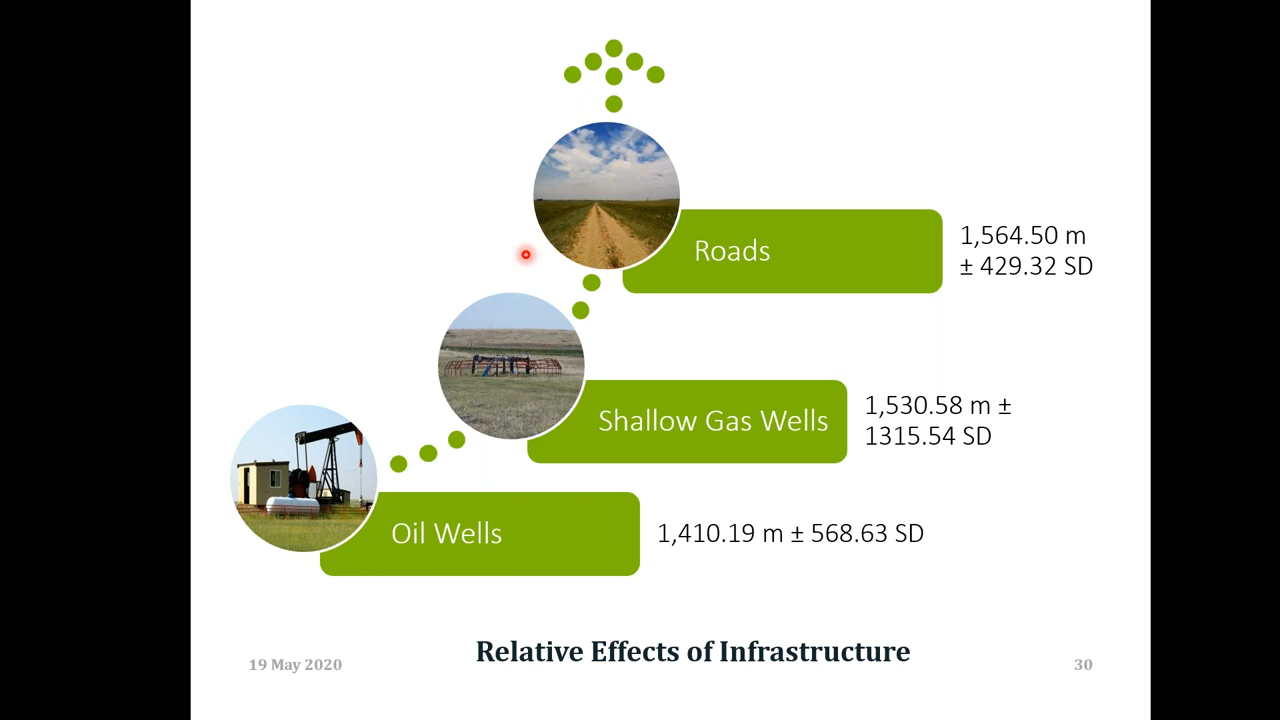 Roads
1,564.50 m
± 429.32 SD
Shallow Gas Wells
1,530.58 m ±
1315.54 SD
Oil Wells
1,410.19 m ± 568.63 SD
Relative Effects of Infrastructure
19 May 2020
30